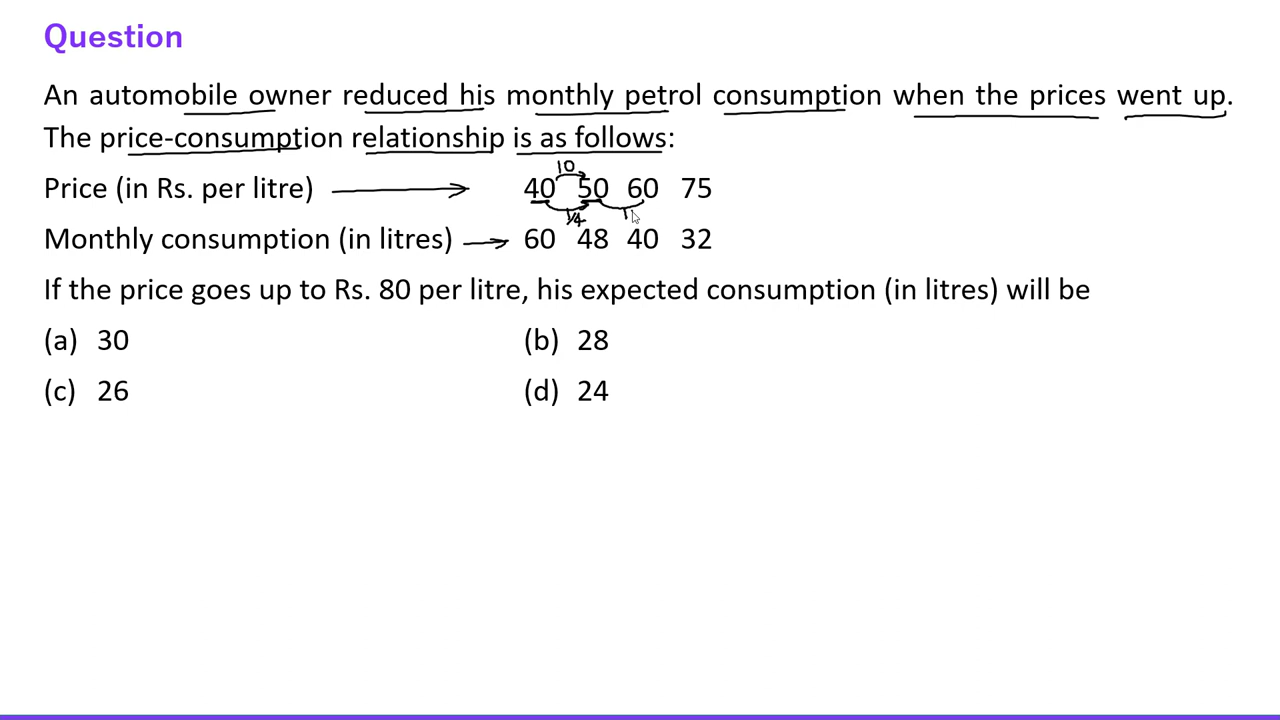 Question
An automobile owner reduced his monthly petrol consumption when the prices went up.
The price-consumption relationship is as follows:
10
Price (in Rs. per litre) 40 50 60 75
1/4
Monthly consumption (in litres) 60 48 40 32
If the price goes up to Rs. 80 per litre, his expected consumption (in litres) will be
(a) 30 (b) 28
(c) 26 (d) 24